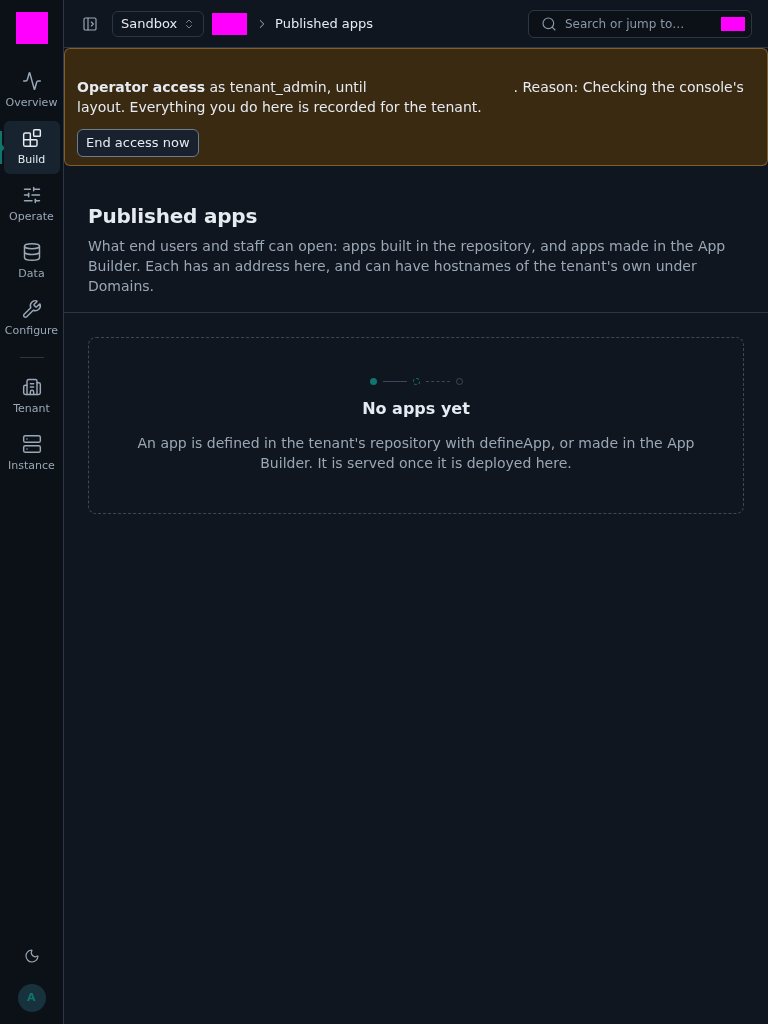 Sandbox
Published apps
Search or jump to…
Overview
Build
Operate
Data
Configure
Tenant
Instance
A
Operator access as tenant_admin, until . Reason: Checking the console's
layout. Everything you do here is recorded for the tenant.
End access now
Published apps
What end users and staff can open: apps built in the repository, and apps made in the App
Builder. Each has an address here, and can have hostnames of the tenant's own under
Domains.
No apps yet
An app is defined in the tenant's repository with defineApp, or made in the App
Builder. It is served once it is deployed here.